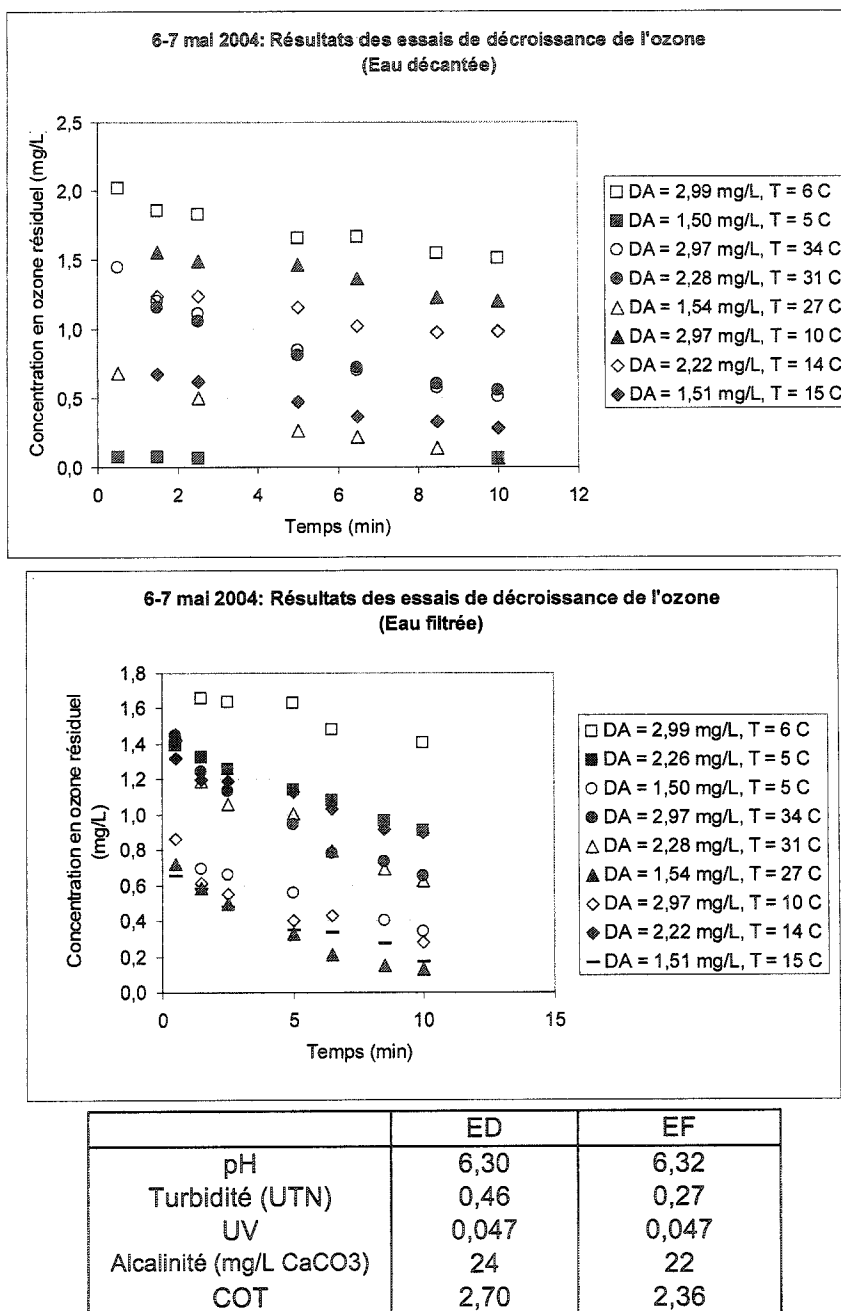 6-7 mai 2004: Résultats des essais de décroissance de l'ozone
(Eau décantée)
Concentration en ozone résiduel (mg/L)
2,5
2,0
1,5
1,0
0,5
0,0
0 2 4 6 8 10 12
Temps (min)
DA = 2,99 mg/L, T = 6 C
DA = 1,50 mg/L, T = 5 C
DA = 2,97 mg/L, T = 34 C
DA = 2,28 mg/L, T = 31 C
DA = 1,54 mg/L, T = 27 C
DA = 2,97 mg/L, T = 10 C
DA = 2,22 mg/L, T = 14 C
DA = 1,51 mg/L, T = 15 C
6-7 mai 2004: Résultats des essais de décroissance de l'ozone
(Eau filtrée)
Concentration en ozone résiduel
(mg/L)
1,8
1,6
1,4
1,2
1,0
0,8
0,6
0,4
0,2
0,0
0 5 10 15
Temps (min)
DA = 2,99 mg/L, T = 6 C
DA = 2,26 mg/L, T = 5 C
DA = 1,50 mg/L, T = 5 C
DA = 2,97 mg/L, T = 34 C
DA = 2,28 mg/L, T = 31 C
DA = 1,54 mg/L, T = 27 C
DA = 2,97 mg/L, T = 10 C
DA = 2,22 mg/L, T = 14 C
DA = 1,51 mg/L, T = 15 C
ED EF
pH 6,30 6,32
Turbidité (UTN) 0,46 0,27
UV 0,047 0,047
Alcalinité (mg/L CaCO3) 24 22
COT 2,70 2,36